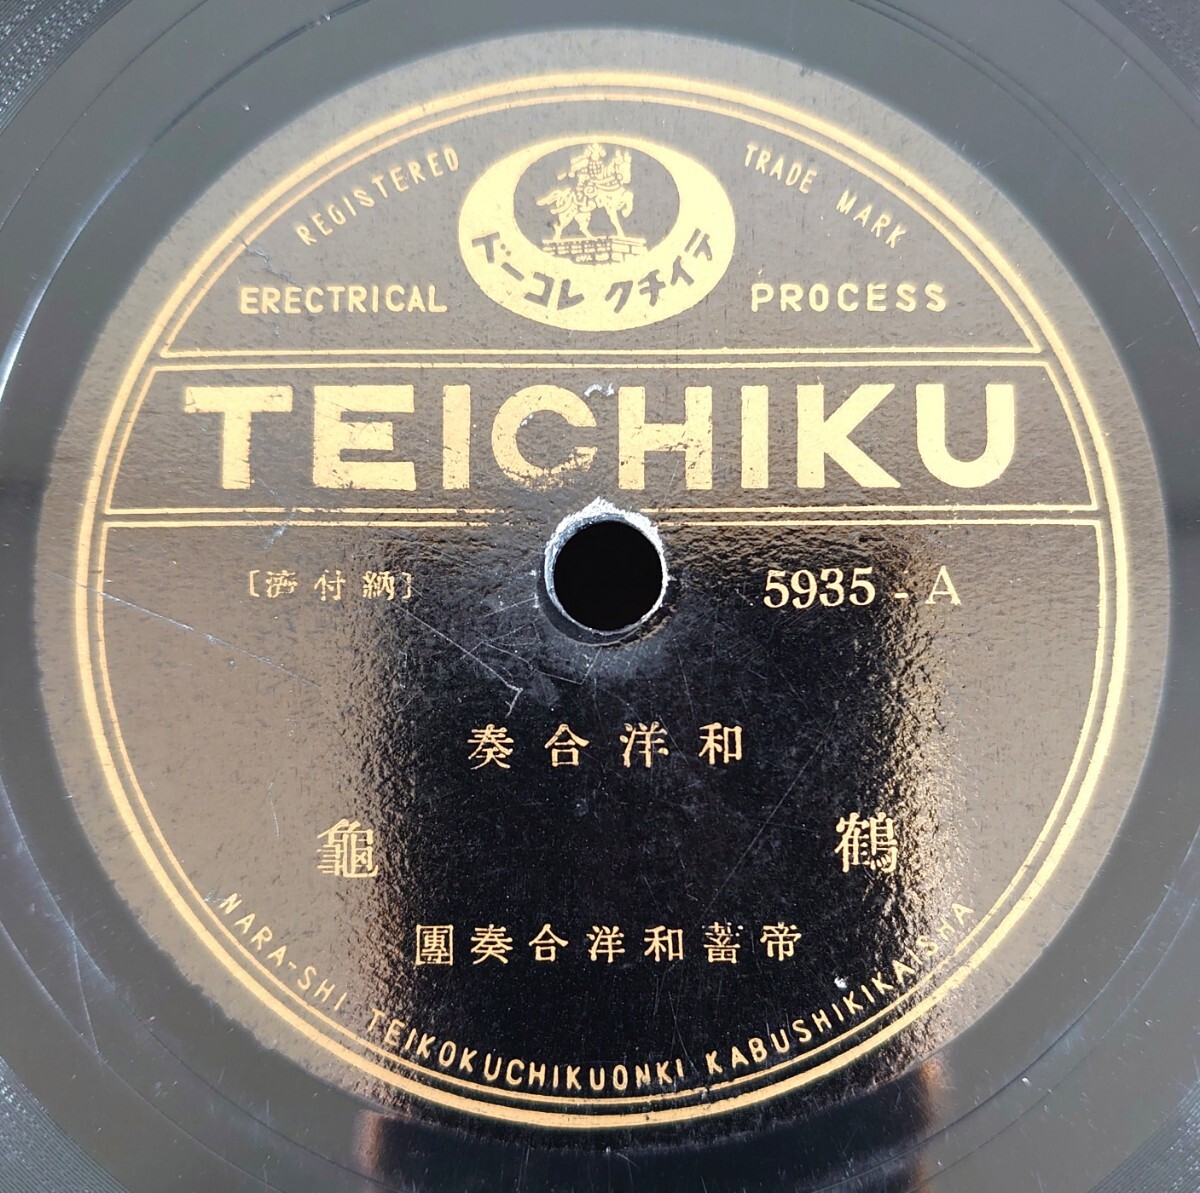 REGISTERED TRADE MARK
テイチクレコード
ERECTRICAL PROCESS
TEICHIKU
〔納付濟〕
5935 - A
和洋合奏
鶴龜
帝蓄和洋合奏團
NARA-SHI TEIKOKUCHIKUONKI KABUSHIKIKAISHA